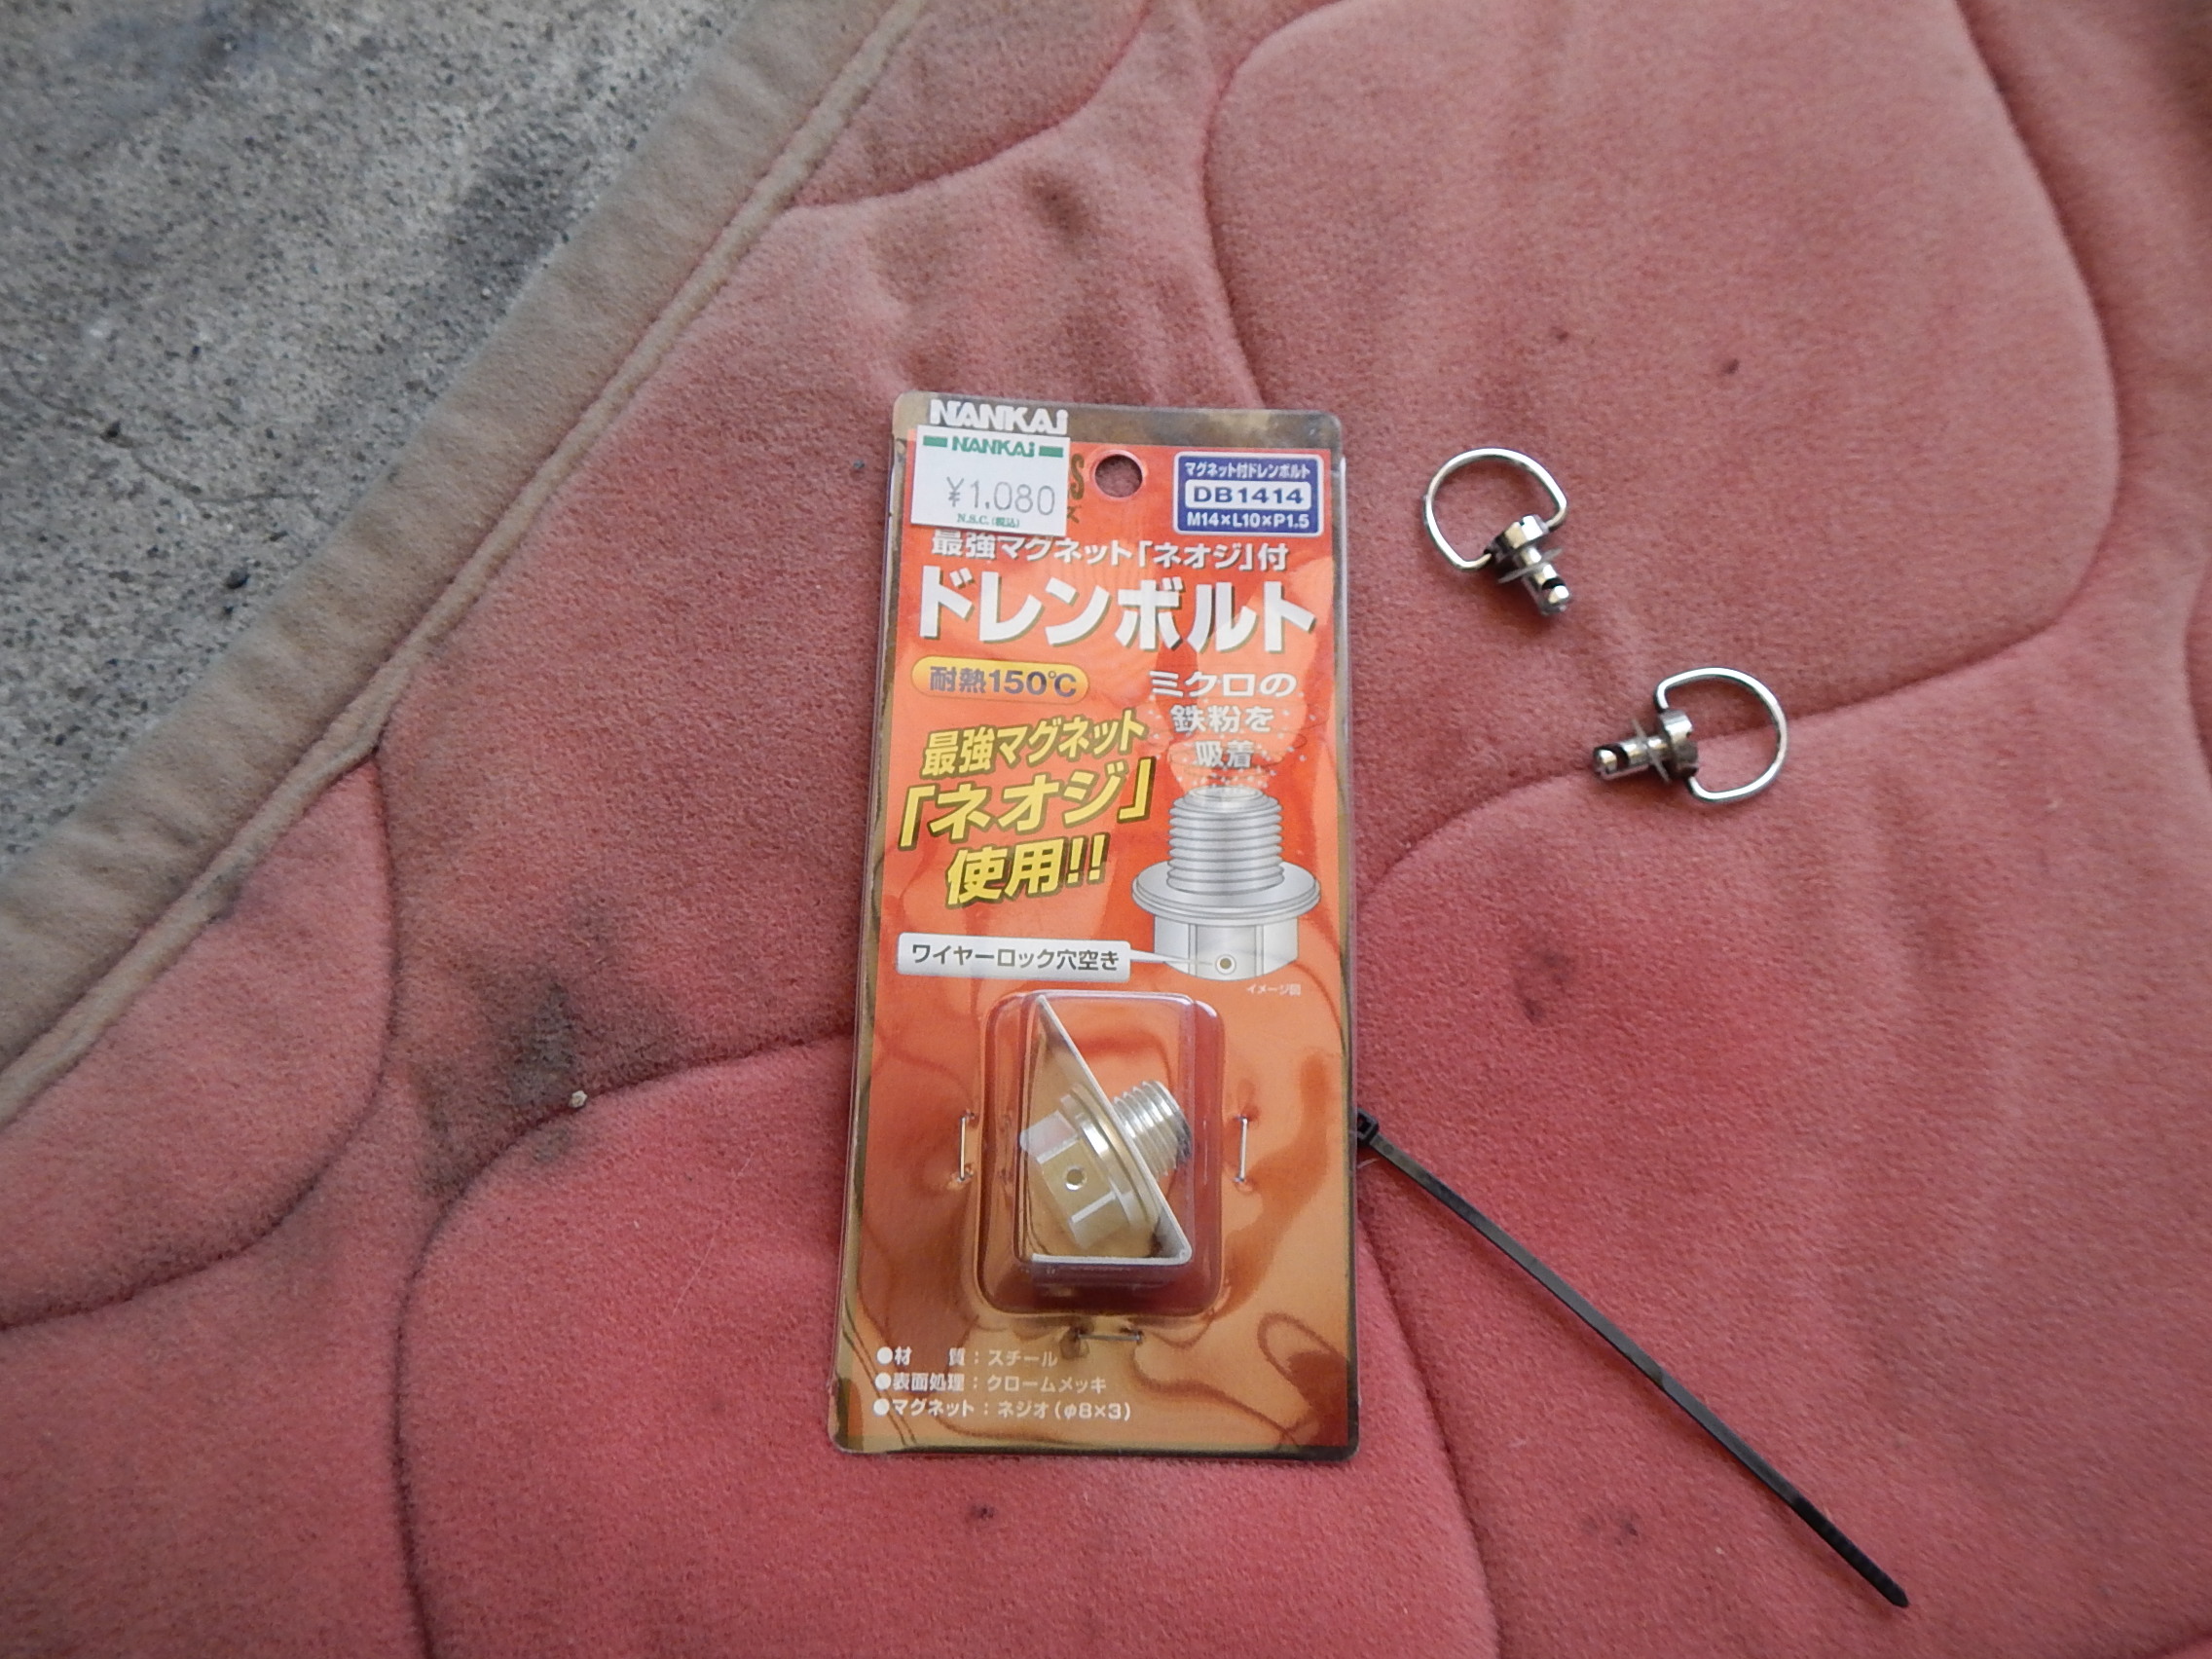 NANKAi
NANKAi
¥1,080
N.S.C.(税込)
マグネット付ドレンボルト
DB1414
M14×L10×P1.5
最強マグネット「ネオジ」付
ドレンボルト
耐熱150℃
ミクロの
鉄粉を
吸着
最強マグネット
「ネオジ」
使用!!
ワイヤーロック穴空き
イメージ図
●材　質：スチール
●表面処理：クロームメッキ
●マグネット：ネジオ(φ8×3)